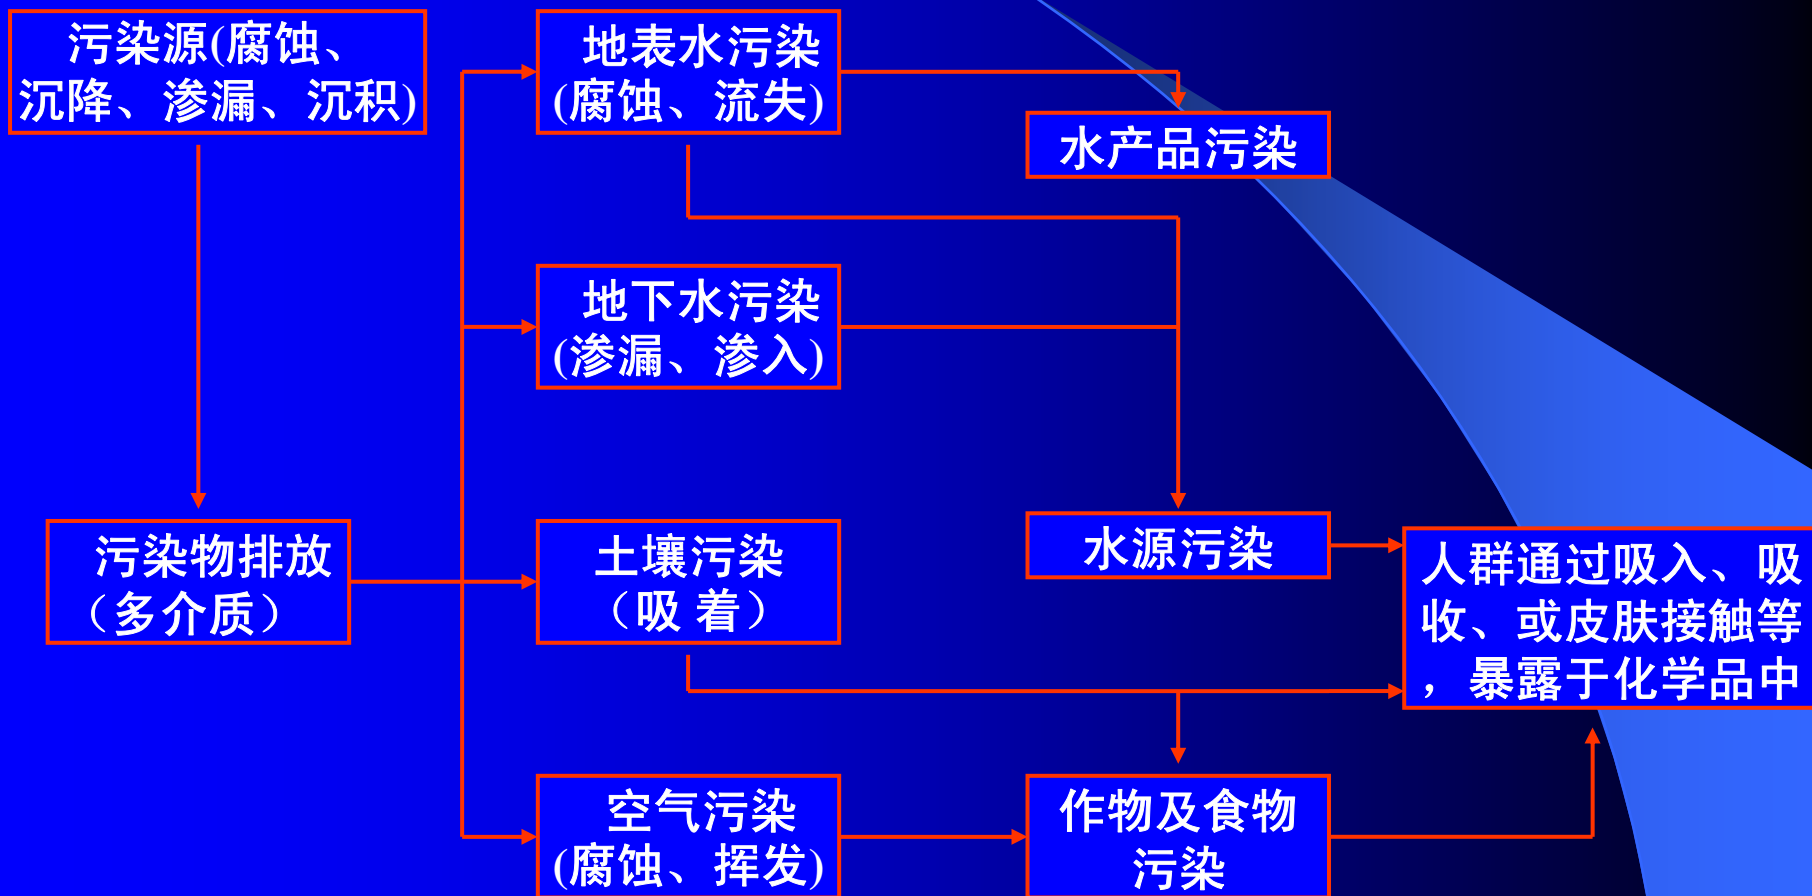 污染源(腐蚀、
沉降、渗漏、沉积)
地表水污染
(腐蚀、流失)
水产品污染
地下水污染
(渗漏、渗入)
污染物排放
（多介质）
土壤污染
（吸 着）
水源污染
人群通过吸入、吸
收、或皮肤接触等
，暴露于化学品中
空气污染
(腐蚀、挥发)
作物及食物
污染